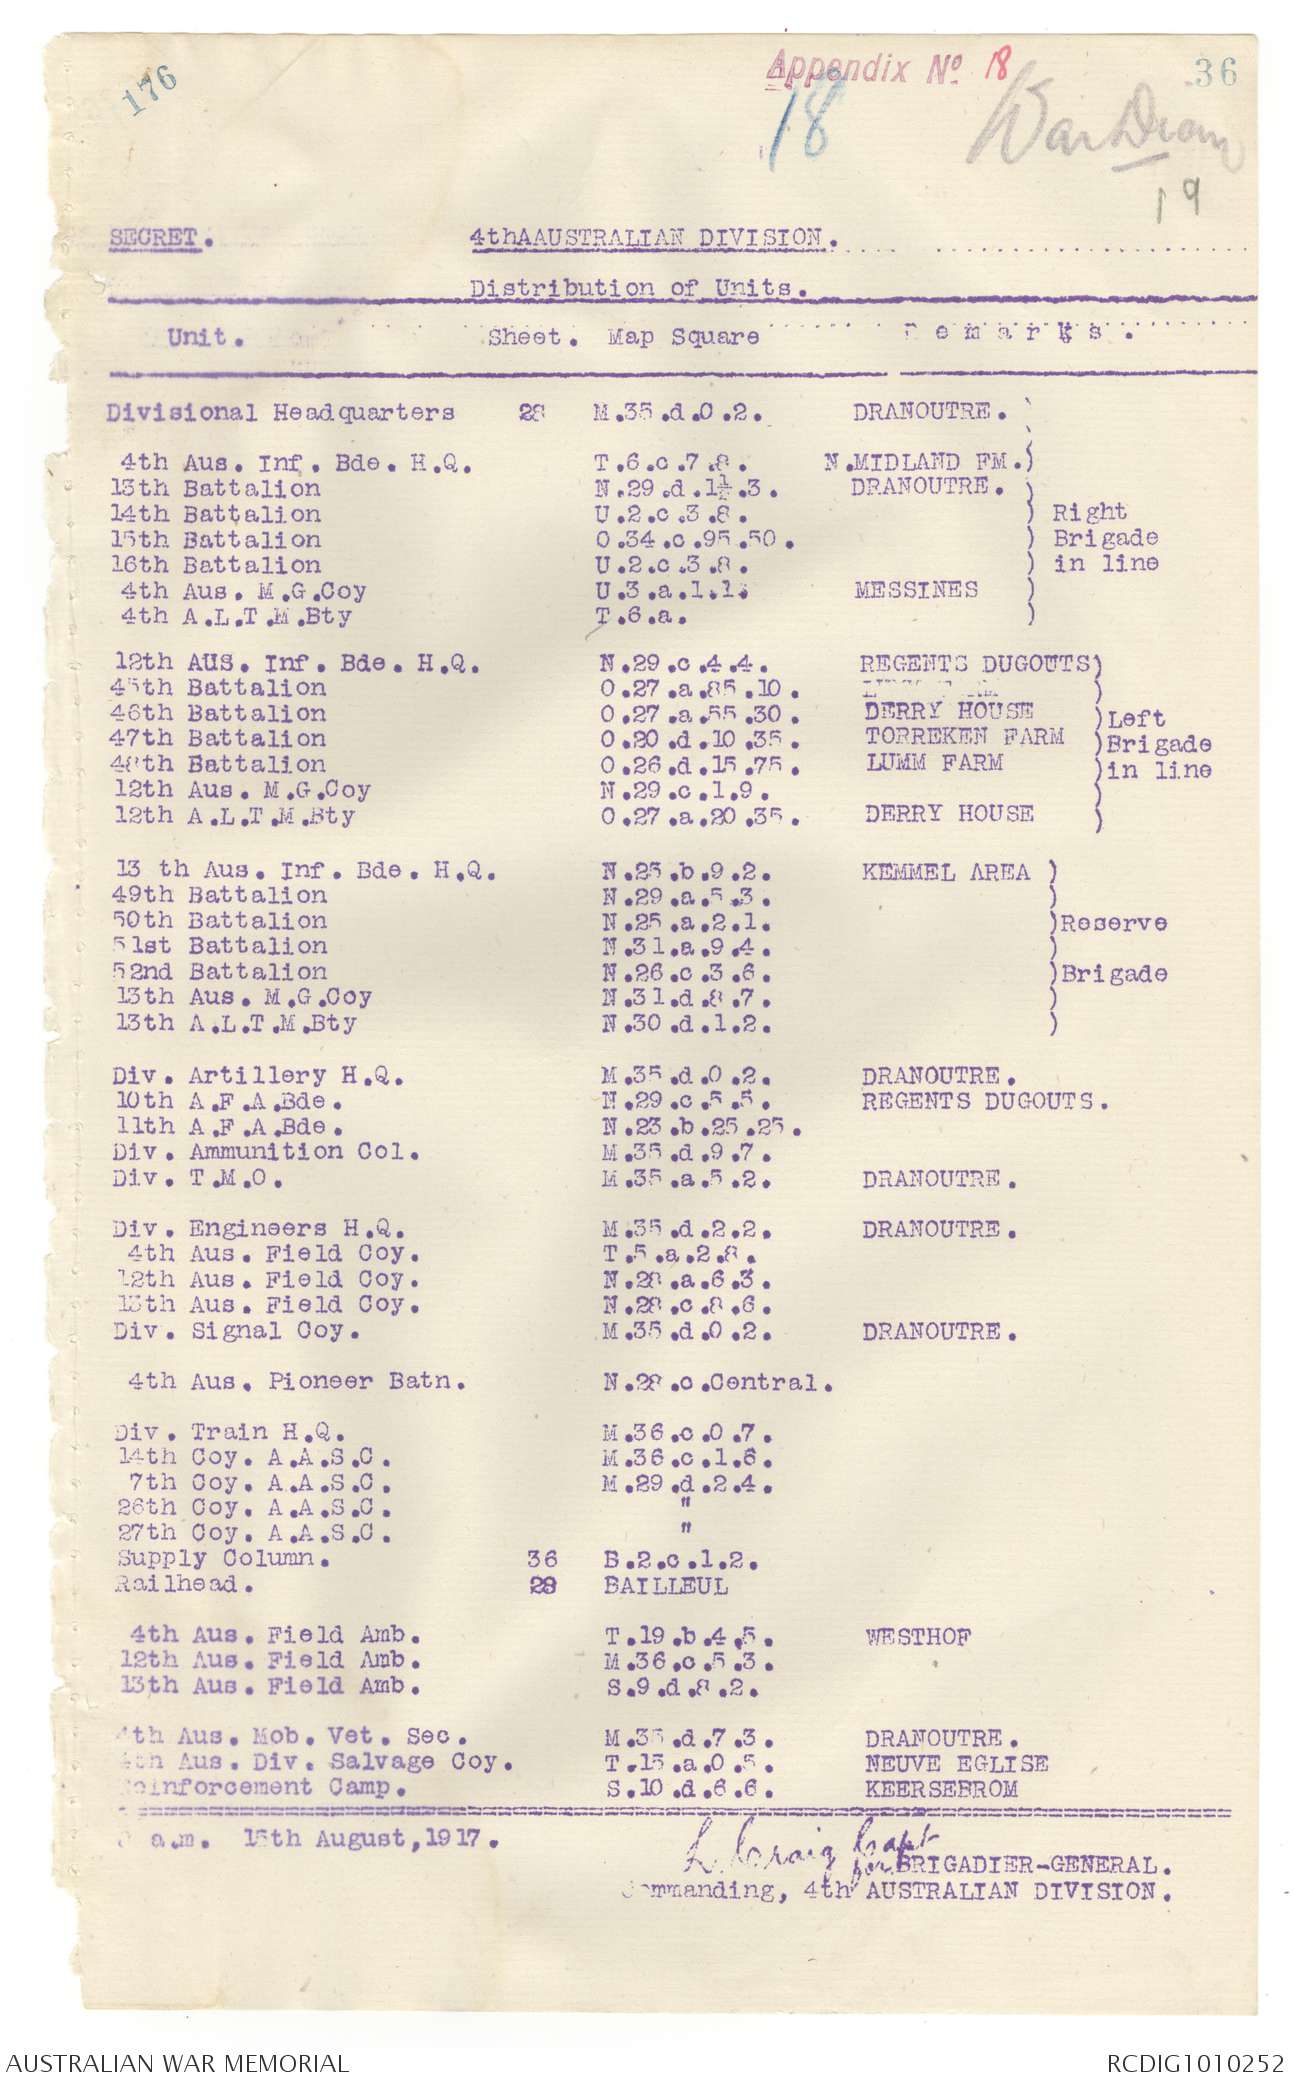 176
Appendix No 18
36
18
War Diary
19
SECRET. 4thAAUSTRALIAN DIVISION.
Distribution of Units.
Unit. Sheet. Map Square Remarks.
Divisional Headquarters 28 M.35.d.0.2. DRANOUTRE.
4th Aus. Inf. Bde. H.Q. T.6.c.7.8. N.MIDLAND FM.)
13th Battalion N.29.d.1½.3. DRANOUTRE. )
14th Battalion U.2.c.3.8. ) Right
15th Battalion O.34.c.95.50. ) Brigade
16th Battalion U.2.c.3.8. ) in line
4th Aus. M.G.Coy U.3.a.1.1½ MESSINES )
4th A.L.T.M.Bty T.6.a. )
12th AUS. Inf. Bde. H.Q. N.29.c.4.4. REGENTS DUGOUTS)
45th Battalion O.27.a.85.10. )
46th Battalion O.27.a.55.30. DERRY HOUSE )Left
47th Battalion O.20.d.10.35. TORREKEN FARM )Brigade
48th Battalion O.26.d.15.75. LUMM FARM )in line
12th Aus. M.G.Coy N.29.c.1.9. )
12th A.L.T.M.Bty O.27.a.20.35. DERRY HOUSE )
13 th Aus. Inf. Bde. H.Q. N.25.b.9.2. KEMMEL AREA )
49th Battalion N.29.a.5.3. )
50th Battalion N.25.a.2.1. )Reserve
51st Battalion N.31.a.9.4. )
52nd Battalion N.26.c.3.6. )Brigade
13th Aus. M.G.Coy N.31.d.8.7. )
13th A.L.T.M.Bty N.30.d.1.2. )
Div. Artillery H.Q. M.35.d.0.2. DRANOUTRE.
10th A.F.A.Bde. N.29.c.5.5. REGENTS DUGOUTS.
11th A.F.A.Bde. N.23.b.25.25.
Div. Ammunition Col. M.35.d.9.7.
Div. T.M.O. M.35.a.5.2. DRANOUTRE.
Div. Engineers H.Q. M.35.d.2.2. DRANOUTRE.
4th Aus. Field Coy. T.5.a.2.8.
12th Aus. Field Coy. N.28.a.6.3.
13th Aus. Field Coy. N.28.c.8.6.
Div. Signal Coy. M.35.d.0.2. DRANOUTRE.
4th Aus. Pioneer Batn. N.28.c.Central.
Div. Train H.Q. M.36.c.0.7.
14th Coy. A.A.S.C. M.36.c.1.6.
7th Coy. A.A.S.C. M.29.d.2.4.
26th Coy. A.A.S.C. "
27th Coy. A.A.S.C. "
Supply Column. 36 B.2.c.1.2.
Railhead. 28 BAILLEUL
4th Aus. Field Amb. T.19.b.4.5. WESTHOF
12th Aus. Field Amb. M.36.c.5.3.
13th Aus. Field Amb. S.9.d.8.2.
4th Aus. Mob. Vet. Sec. M.35.d.7.3. DRANOUTRE.
4th Aus. Div. Salvage Coy. T.15.a.0.5. NEUVE EGLISE
Reinforcement Camp. S.10.d.6.6. KEERSEBROM
a.m. 15th August,1917.
L. Craig Capt
for BRIGADIER-GENERAL.
Commanding, 4th AUSTRALIAN DIVISION.
AUSTRALIAN WAR MEMORIAL RCDIG1010252